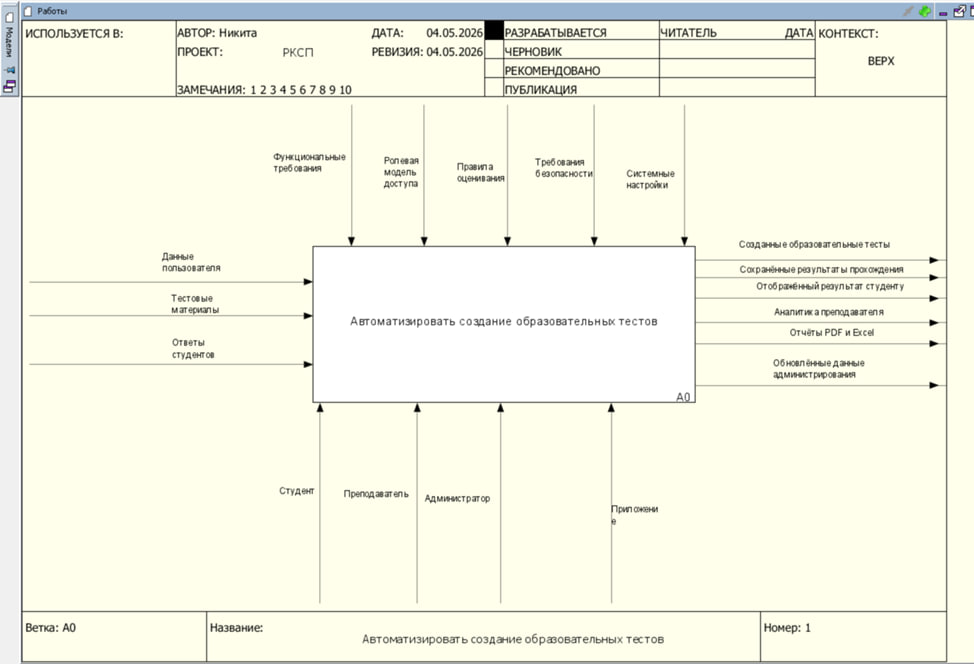 Работы
Модели
ИСПОЛЬЗУЕТСЯ В:
АВТОР: Никита
ДАТА: 04.05.2026
РАЗРАБАТЫВАЕТСЯ
ЧИТАТЕЛЬ
ДАТА
КОНТЕКСТ:
ПРОЕКТ: РКСП
РЕВИЗИЯ: 04.05.2026
ЧЕРНОВИК
ВЕРХ
РЕКОМЕНДОВАНО
ЗАМЕЧАНИЯ: 1 2 3 4 5 6 7 8 9 10
ПУБЛИКАЦИЯ
Функциональные
требования
Ролевая
модель
доступа
Правила
оценивания
Требования
безопасности
Системные
настройки
Данные
пользователя
Тестовые
материалы
Ответы
студентов
Автоматизировать создание образовательных тестов
A0
Созданные образовательные тесты
Сохранённые результаты прохождения
Отображённый результат студенту
Аналитика преподавателя
Отчёты PDF и Excel
Обновлённые данные
администрирования
Студент
Преподаватель
Администратор
Приложени
е
Ветка: A0
Название:
Автоматизировать создание образовательных тестов
Номер: 1